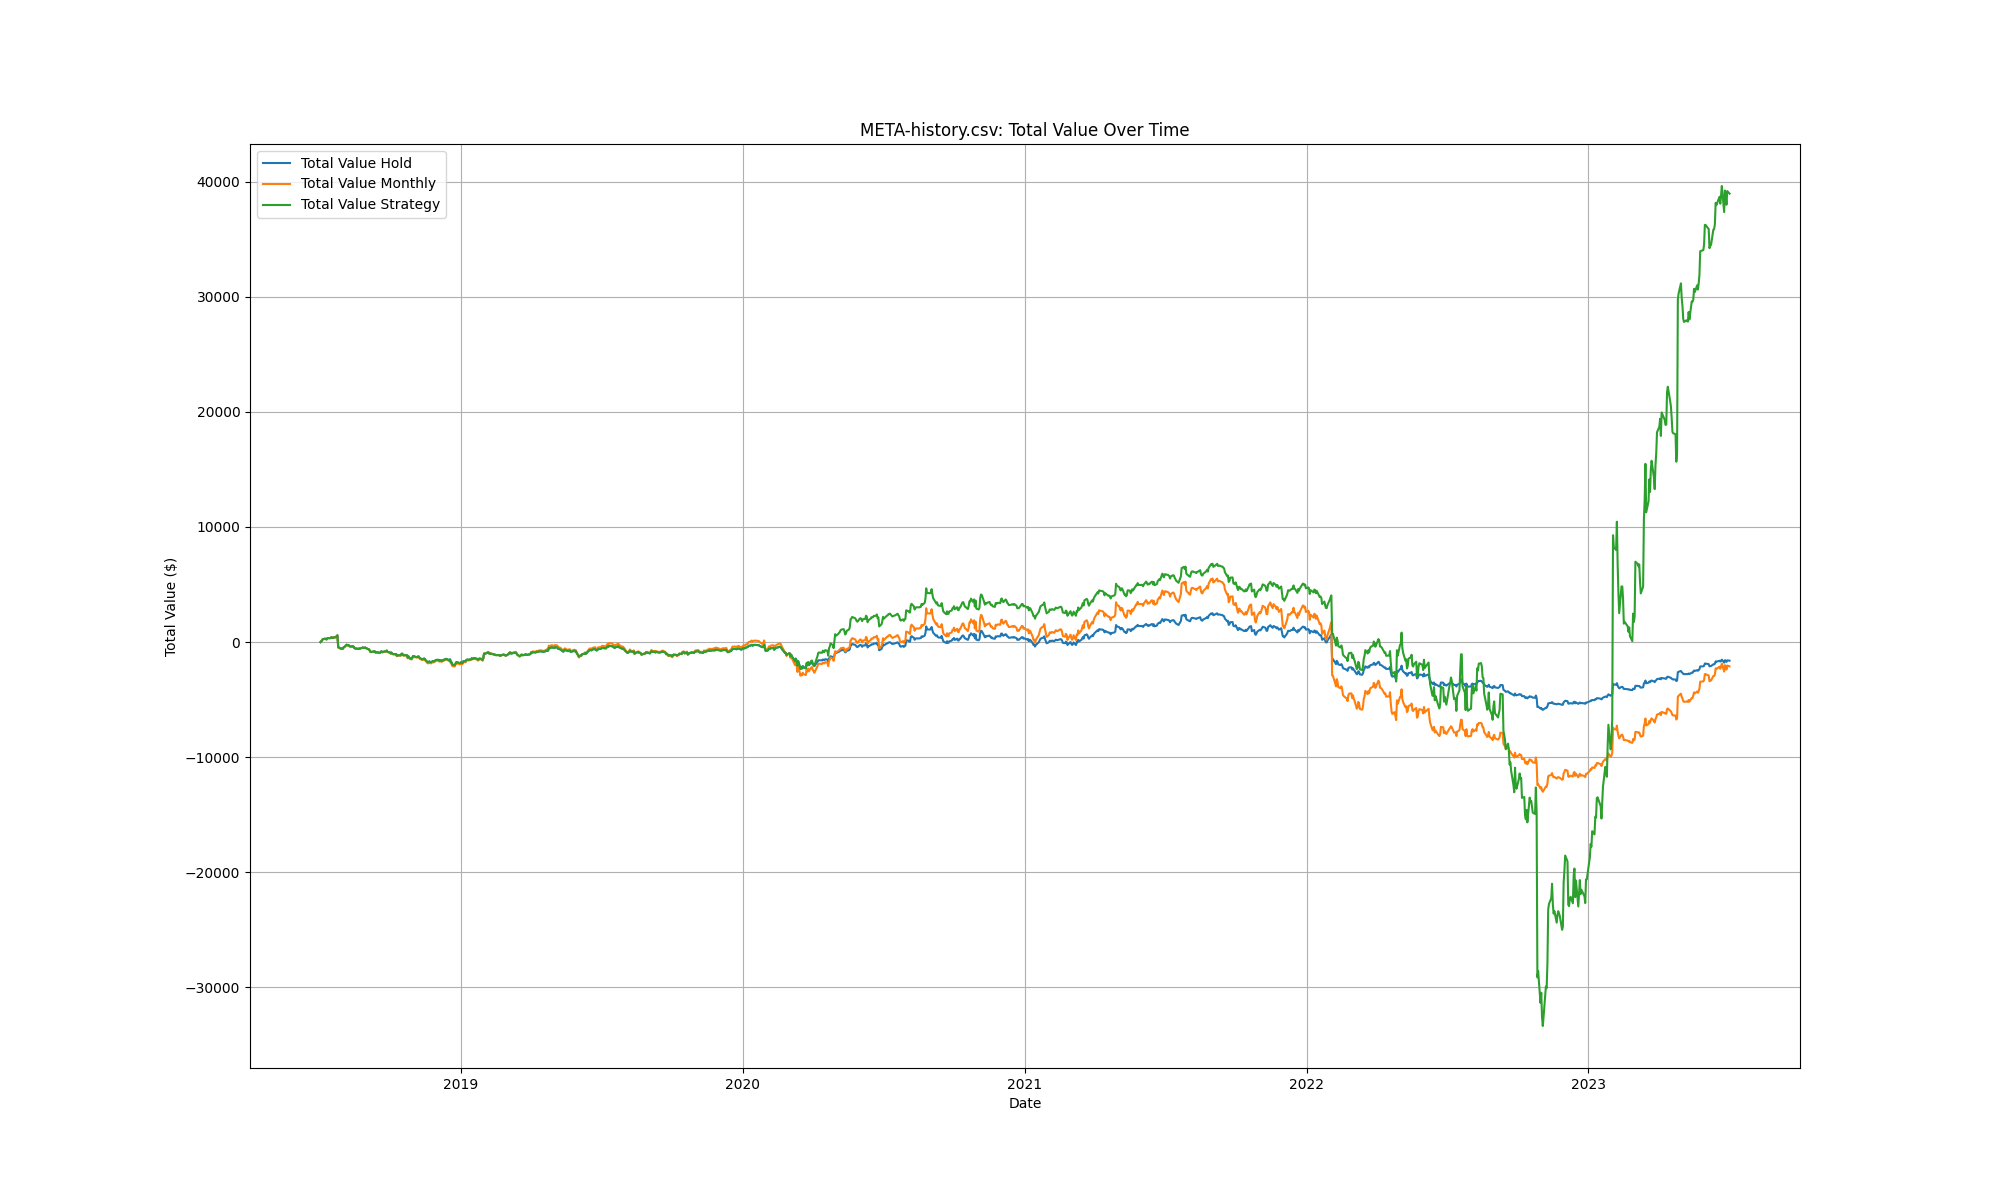 META-history.csv: Total Value Over Time
Total Value Hold
Total Value Monthly
Total Value Strategy
40000
30000
20000
10000
0
−10000
−20000
−30000
Total Value ($)
2019
2020
2021
2022
2023
Date